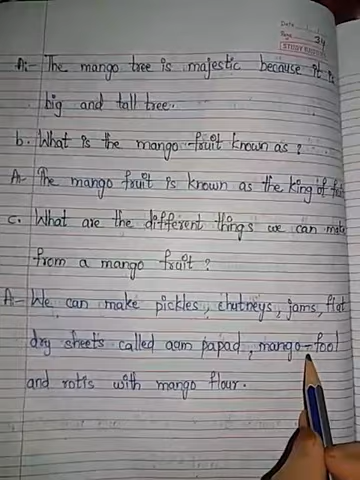 Date
Page 34
A:- The mango tree is majestic because it is
big and tall tree.
b. What is the mango fruit known as?
A- The mango fruit is known as the king of
c. What are the different things we can make
from a mango fruit?
A- We can make pickles, chutneys, jams, flat
dry sheets called aam papad, mango-fool
and rotis with mango flour.